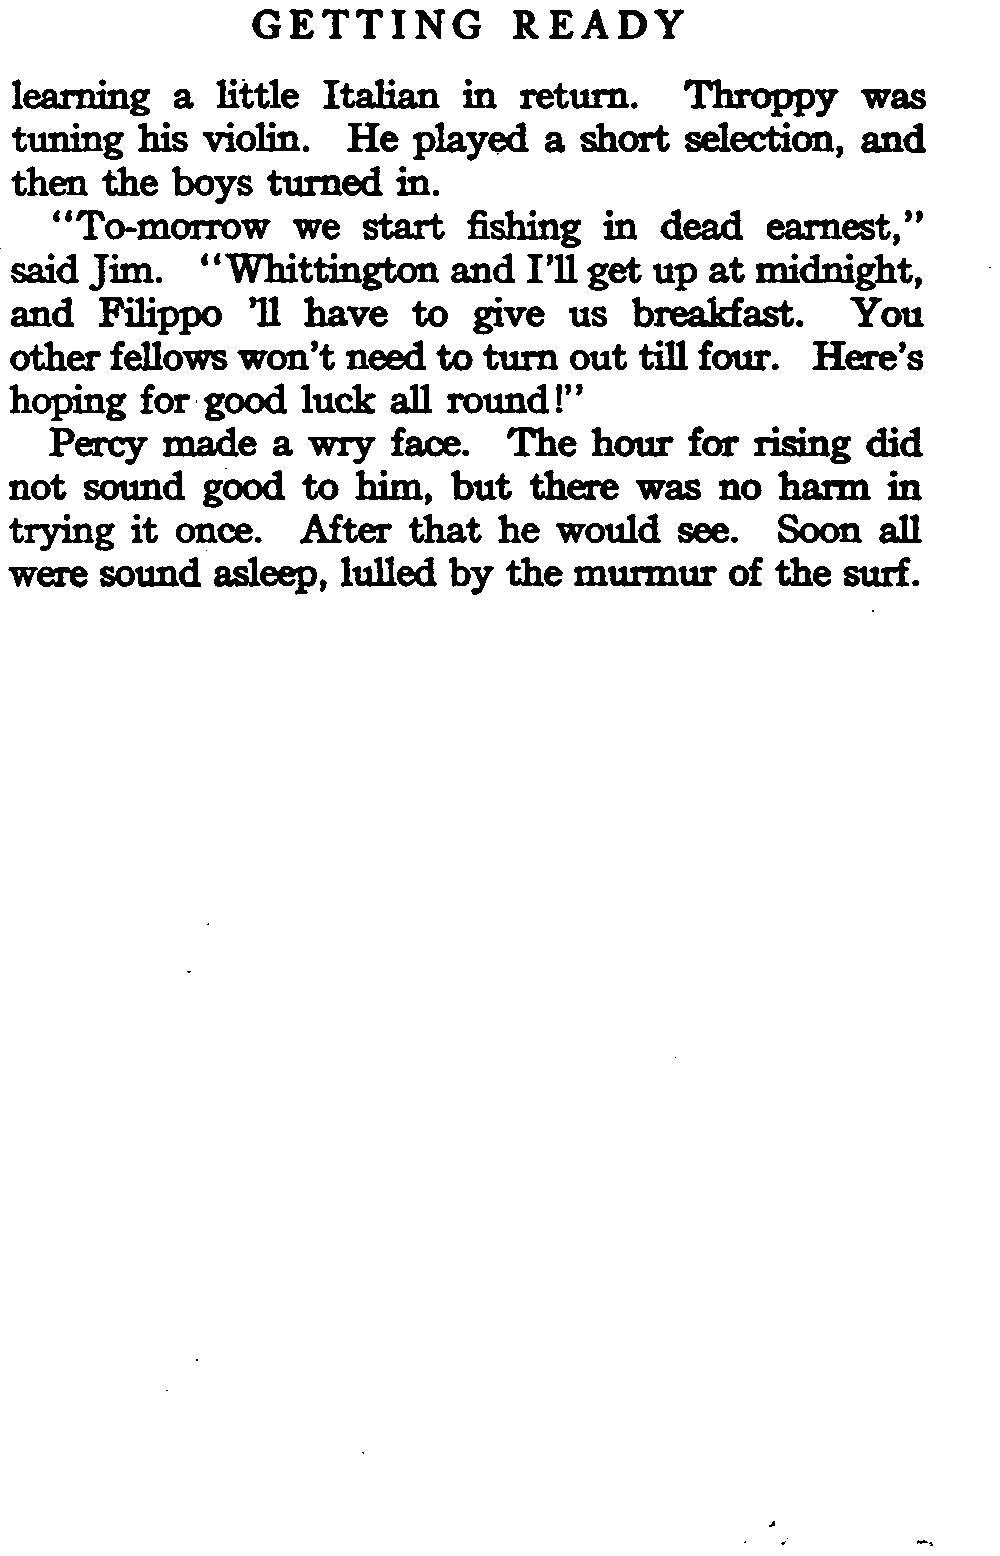 GETTING READY
learning a little Italian in return. Throppy was
tuning his violin. He played a short selection, and
then the boys turned in.
"To-morrow we start fishing in dead earnest,"
said Jim. "Whittington and I'll get up at midnight,
and Filippo 'll have to give us breakfast. You
other fellows won't need to turn out till four. Here's
hoping for good luck all round!"
Percy made a wry face. The hour for rising did
not sound good to him, but there was no harm in
trying it once. After that he would see. Soon all
were sound asleep, lulled by the murmur of the surf.